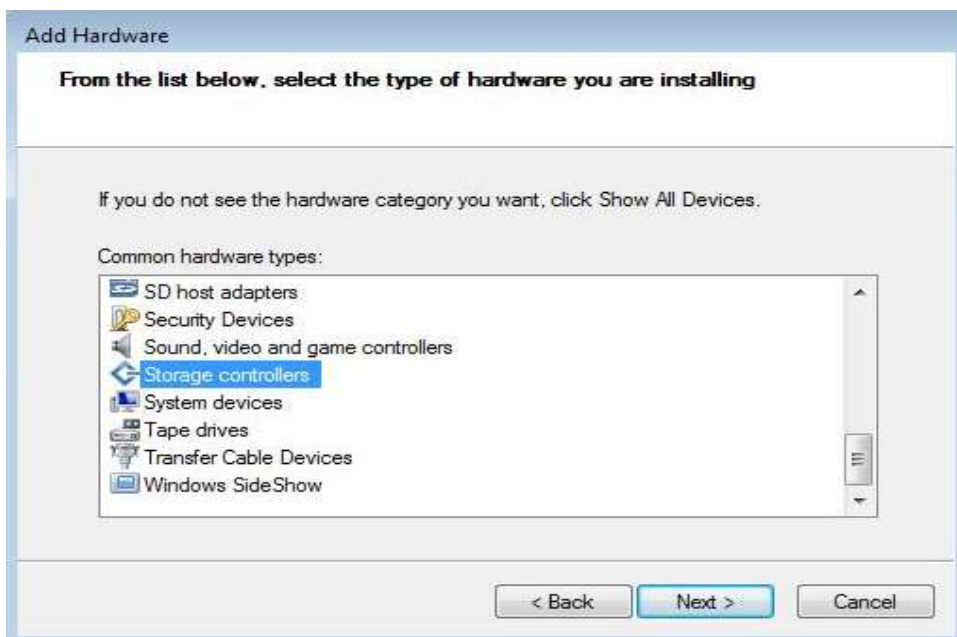 Add Hardware
From the list below, select the type of hardware you are installing
If you do not see the hardware category you want, click Show All Devices.
Common hardware types:
SD host adapters
Security Devices
Sound, video and game controllers
Storage controllers
System devices
Tape drives
Transfer Cable Devices
Windows SideShow
< Back Next > Cancel